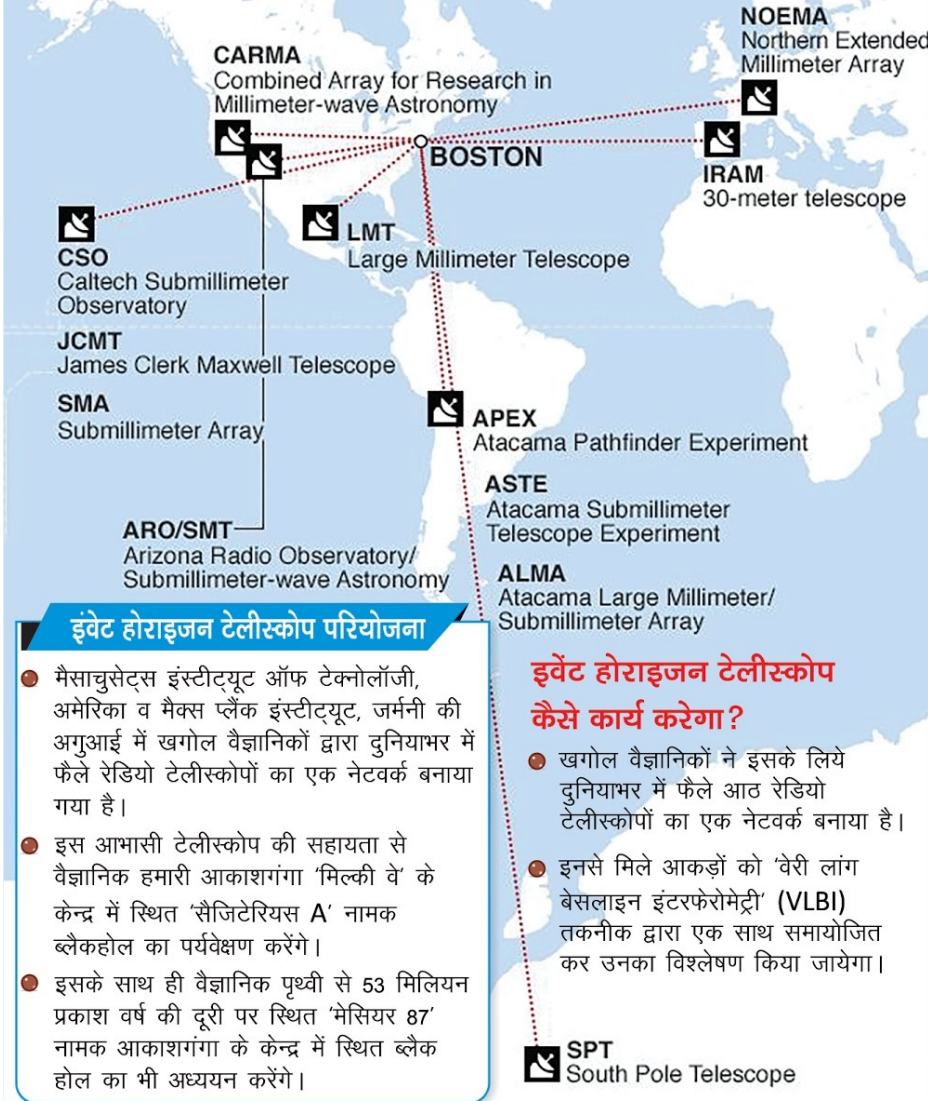 NOEMA
Northern Extended
Millimeter Array
CARMA
Combined Array for Research in
Millimeter-wave Astronomy
BOSTON
IRAM
30-meter telescope
LMT
Large Millimeter Telescope
CSO
Caltech Submillimeter
Observatory
JCMT
James Clerk Maxwell Telescope
SMA
Submillimeter Array
APEX
Atacama Pathfinder Experiment
ASTE
Atacama Submillimeter
Telescope Experiment
ARO/SMT
Arizona Radio Observatory/
Submillimeter-wave Astronomy
ALMA
Atacama Large Millimeter/
Submillimeter Array
इंवेट होराइजन टेलीस्कोप परियोजना
मैसाचुसेट्स इंस्टीट्यूट ऑफ टेक्नोलॉजी,
अमेरिका व मैक्स प्लैंक इंस्टीट्यूट, जर्मनी की
अगुआई में खगोल वैज्ञानिकों द्वारा दुनियाभर में
फैले रेडियो टेलीस्कोपों का एक नेटवर्क बनाया
गया है।
इस आभासी टेलीस्कोप की सहायता से
वैज्ञानिक हमारी आकाशगंगा 'मिल्की वे' के
केन्द्र में स्थित 'सैजिटेरियस A' नामक
ब्लैकहोल का पर्यवेक्षण करेंगे।
इसके साथ ही वैज्ञानिक पृथ्वी से 53 मिलियन
प्रकाश वर्ष की दूरी पर स्थित 'मेसियर 87'
नामक आकाशगंगा के केन्द्र में स्थित ब्लैक
होल का भी अध्ययन करेंगे।
इवेंट होराइजन टेलीस्कोप
कैसे कार्य करेगा?
खगोल वैज्ञानिकों ने इसके लिये
दुनियाभर में फैले आठ रेडियो
टेलीस्कोपों का एक नेटवर्क बनाया है।
इनसे मिले आकड़ों को 'वेरी लांग
बेसलाइन इंटरफेरोमेट्री' (VLBI)
तकनीक द्वारा एक साथ समायोजित
कर उनका विश्लेषण किया जायेगा।
SPT
South Pole Telescope